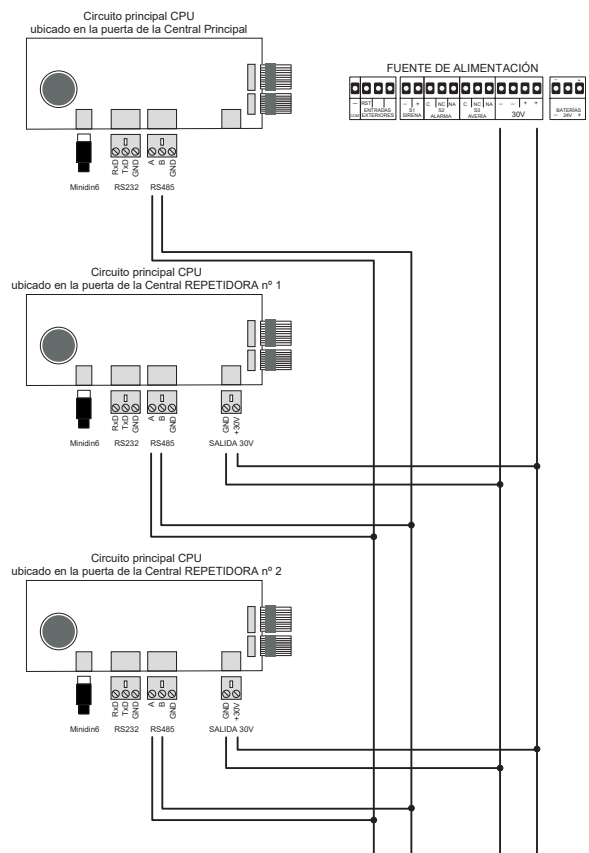 Circuito principal CPU
ubicado en la puerta de la Central Principal
FUENTE DE ALIMENTACIÓN
– +
– RST – + C NC NA C NC NA – – + +
COM ENTRADAS EXTERIORES S1 SIRENA S2 ALARMA S3 AVERÍA 30V
BATERÍAS
– 24V +
RxD TxD GND A B GND
Minidin6 RS232 RS485
Circuito principal CPU
ubicado en la puerta de la Central REPETIDORA nº 1
RxD TxD GND A B GND GND +30V
Minidin6 RS232 RS485 SALIDA 30V
Circuito principal CPU
ubicado en la puerta de la Central REPETIDORA nº 2
RxD TxD GND A B GND GND +30V
Minidin6 RS232 RS485 SALIDA 30V